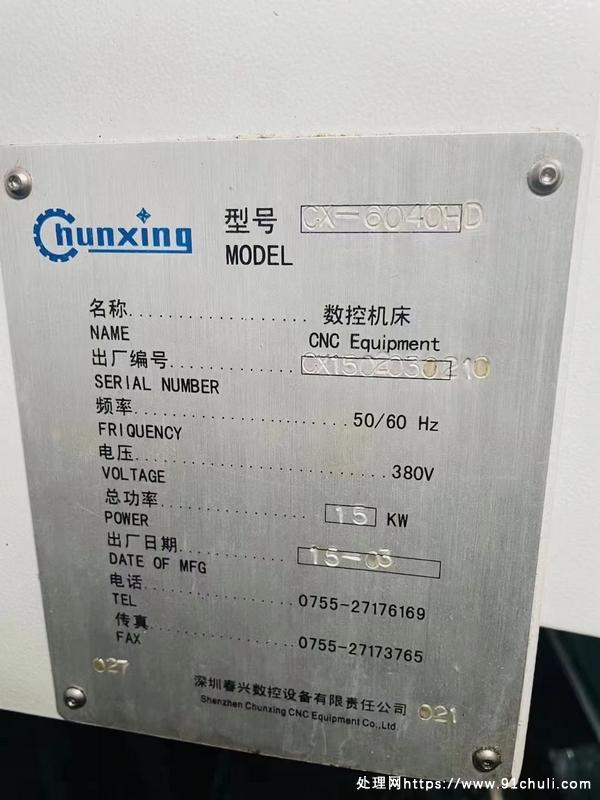 Chunxing
型号 CX-6040HD
MODEL
名称 数控机床
NAME CNC Equipment
出厂编号 CX1502030210
SERIAL NUMBER
频率 50/60 Hz
FRIQUENCY
电压 380V
VOLTAGE
总功率 15 KW
POWER
出厂日期 15-03
DATE OF MFG
电话 0755-27176169
TEL
传真 0755-27173765
FAX
027
深圳春兴数控设备有限责任公司
Shenzhen Chunxing CNC Equipment Co.,Ltd.
021
处理网https://www.91chuli.com